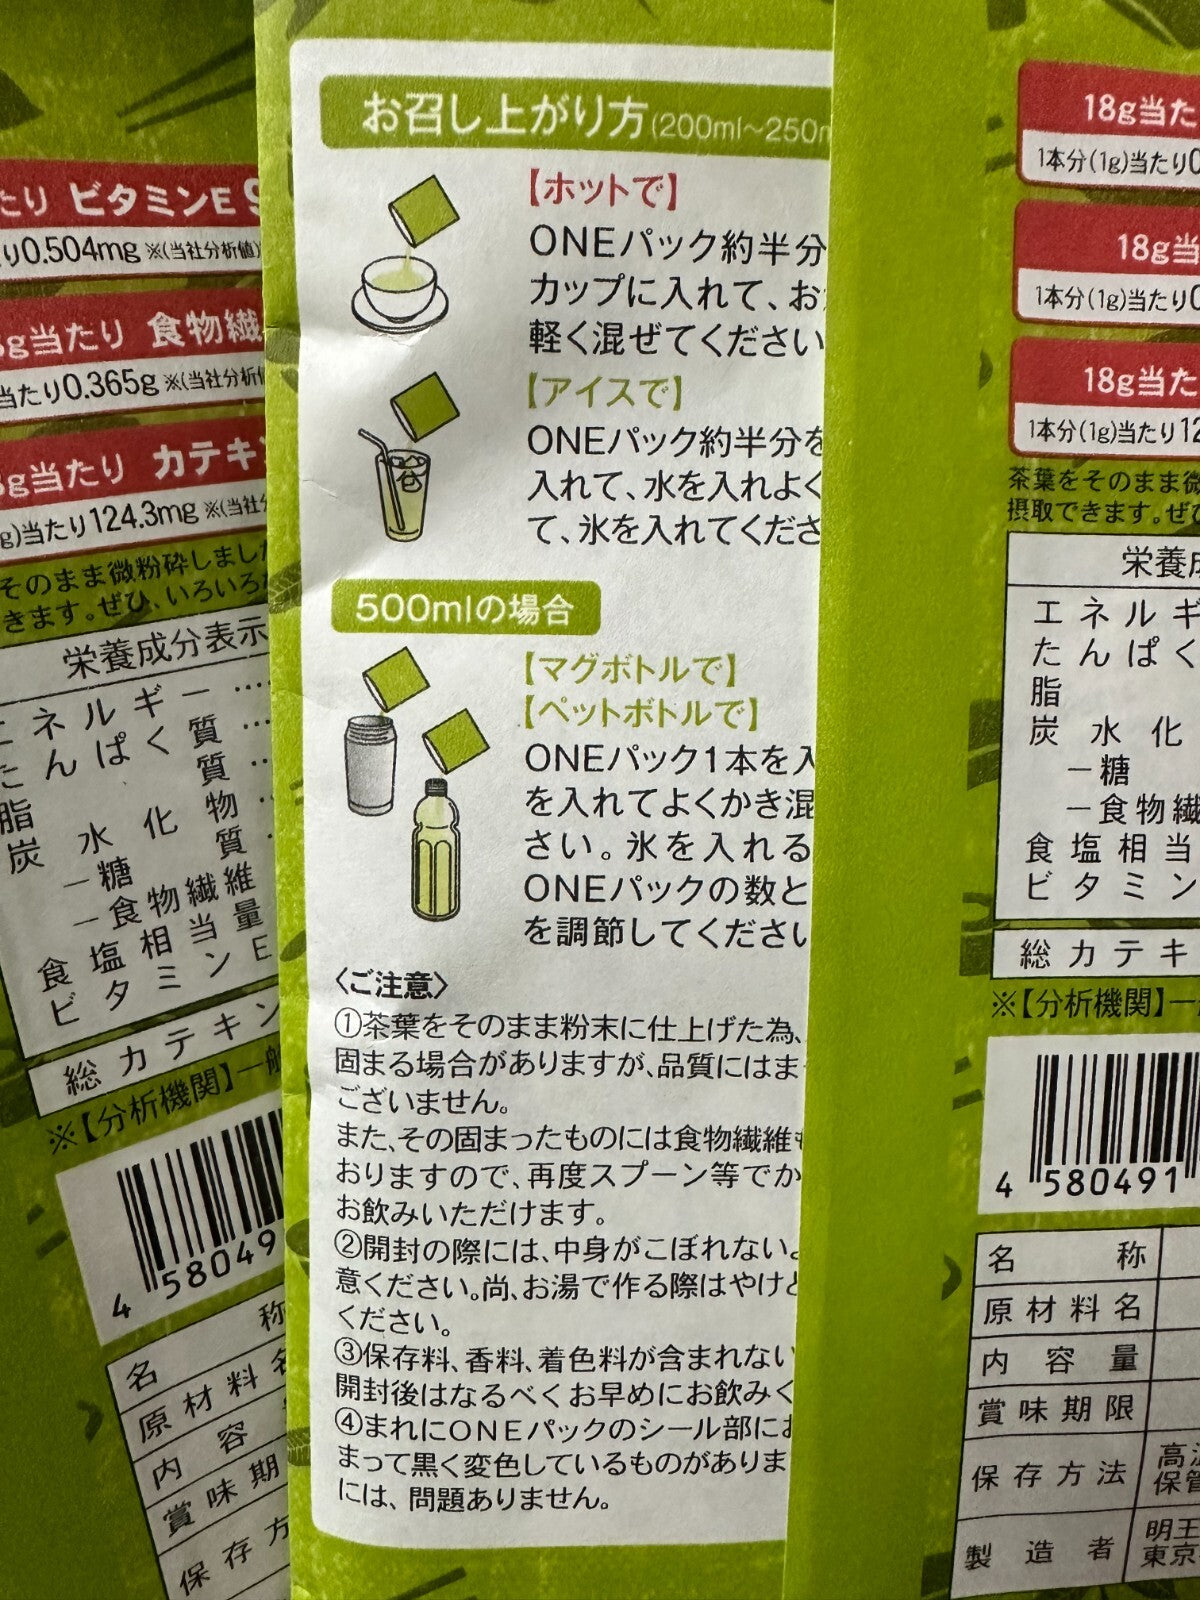 お召し上がり方(200ml〜250m
【ホットで】
ONEパック約半分
カップに入れて、お
軽く混ぜてください
【アイスで】
ONEパック約半分を
入れて、水を入れよく
て、氷を入れてくださ
500mlの場合
【マグボトルで】
【ペットボトルで】
ONEパック1本を入
を入れてよくかき混
さい。氷を入れる
ONEパックの数と
を調節してください
〈ご注意〉
①茶葉をそのまま粉末に仕上げた為、
固まる場合がありますが、品質にはま
ございません。
また、その固まったものには食物繊維も
おりますので、再度スプーン等でか
お飲みいただけます。
②開封の際には、中身がこぼれない
意ください。尚、お湯で作る際はやけど
ください。
③保存料、香料、着色料が含まれない
開封後はなるべくお早めにお飲みく
④まれにONEパックのシール部にお
まって黒く変色しているものがありま
には、問題ありません。
たり ビタミンE 9
り0.504mg ※(当社分析値)
g当たり 食物繊
当たり0.365g ※(当社分析値
g当たり カテキン
g)当たり124.3mg ※(当社
そのまま微粉砕しました
きます。ぜひ、いろいろ
栄養成分表示
エネルギー ……
たんぱく質 ……
脂質 ……
炭水化物 ……
－糖質 ……
－食物繊維
食塩相当量
ビタミンE
総カテキン
※【分析機関】一般
4 58049
名称
原材料名
内容
賞味期
保存方
18g当た
1本分(1g)当たり0
18g当
1本分(1g)当たり0
18g当た
1本分(1g)当たり12
茶葉をそのまま微
摂取できます。ぜひ
栄養成
エネルギ
たんぱく
脂
炭水化
－糖
－食物繊
食塩相当
ビタミン
総カテキ
※【分析機関】一
4 580491
名称
原材料名
内容量
賞味期限
保存方法
高温
保管
製造者
明王
東京